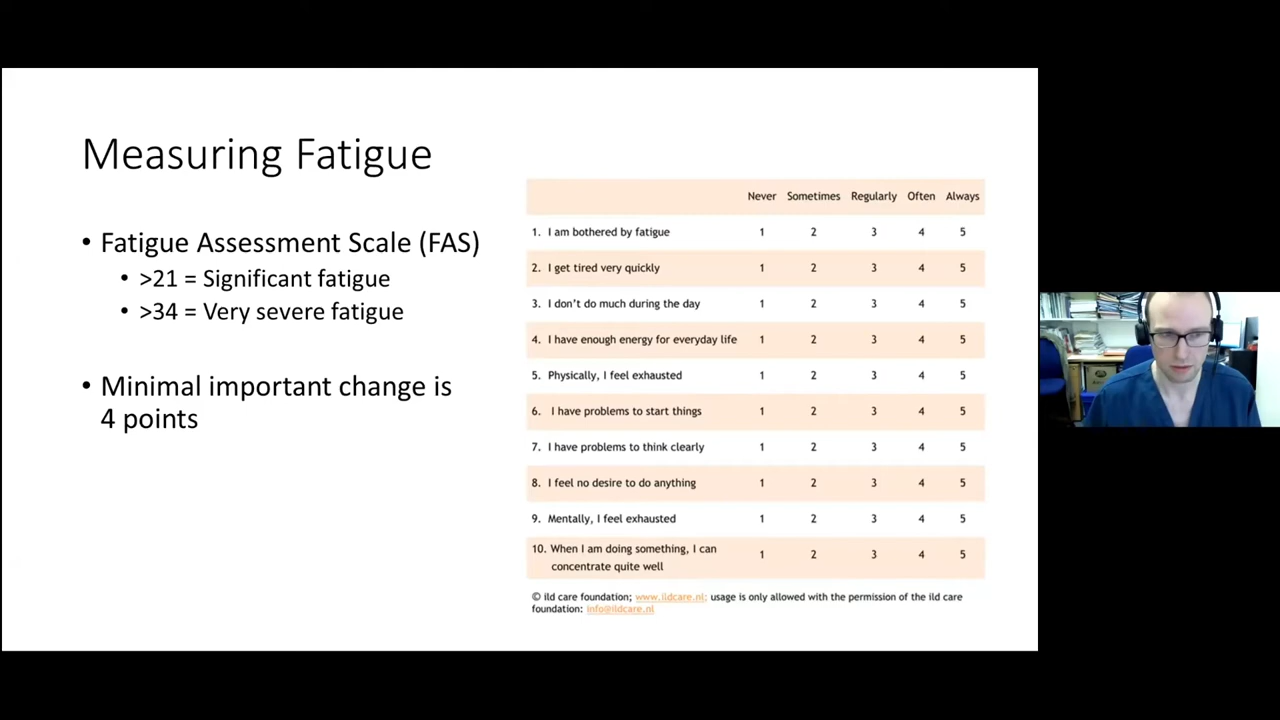 Measuring Fatigue
• Fatigue Assessment Scale (FAS)
• >21 = Significant fatigue
• >34 = Very severe fatigue
• Minimal important change is
4 points
Never Sometimes Regularly Often Always
1. I am bothered by fatigue 1 2 3 4 5
2. I get tired very quickly 1 2 3 4 5
3. I don't do much during the day 1 2 3 4 5
4. I have enough energy for everyday life 1 2 3 4 5
5. Physically, I feel exhausted 1 2 3 4 5
6. I have problems to start things 1 2 3 4 5
7. I have problems to think clearly 1 2 3 4 5
8. I feel no desire to do anything 1 2 3 4 5
9. Mentally, I feel exhausted 1 2 3 4 5
10. When I am doing something, I can
concentrate quite well 1 2 3 4 5
© ild care foundation; www.ildcare.nl; usage is only allowed with the permission of the ild care
foundation: info@ildcare.nl